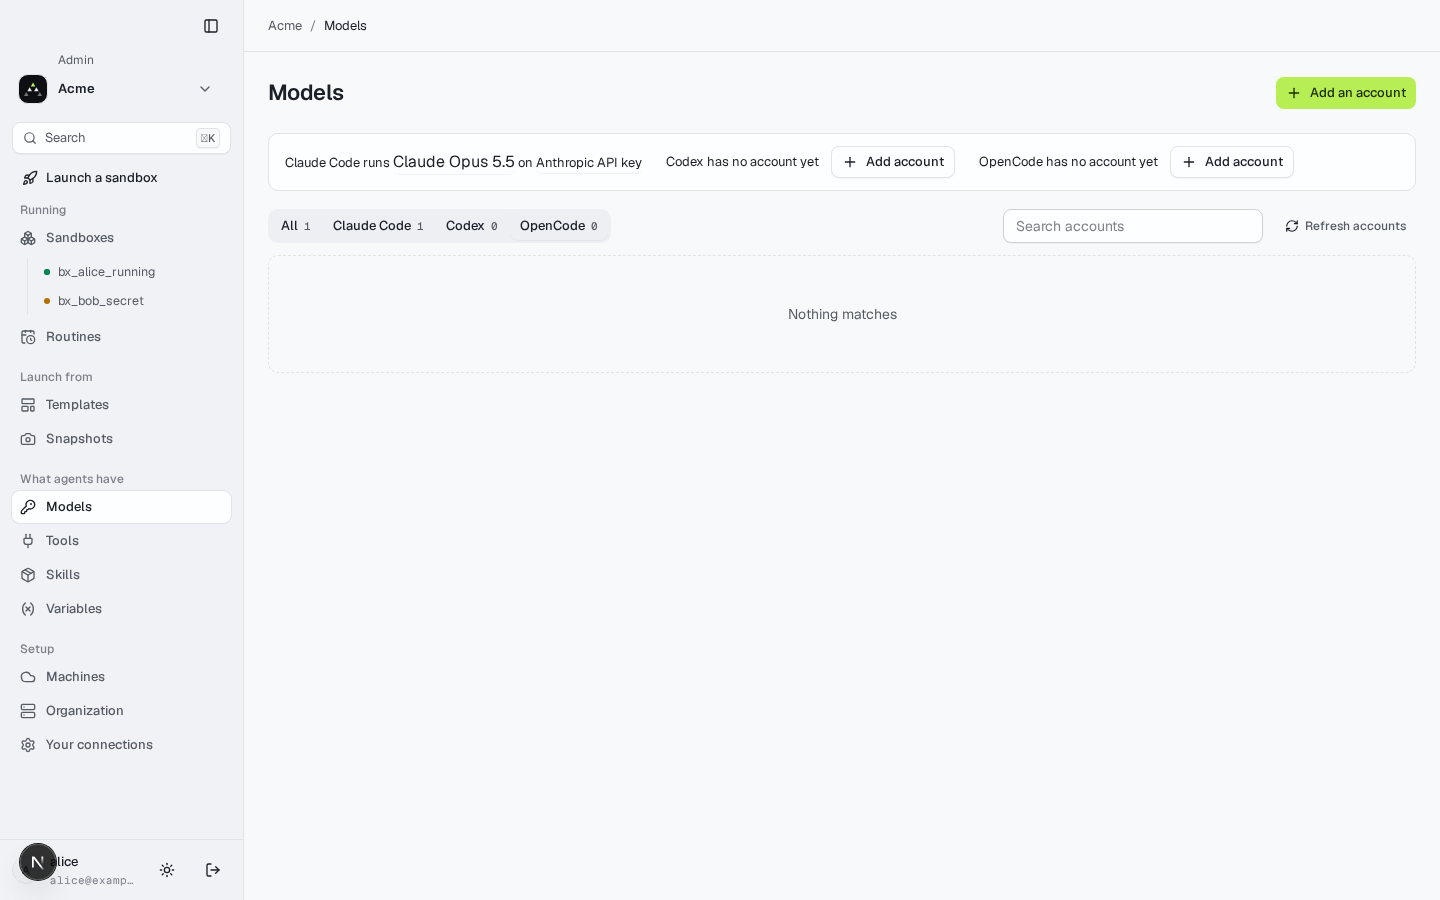 Acme / Models
Admin
Acme
Search
K
Launch a sandbox
Running
Sandboxes
bx_alice_running
bx_bob_secret
Routines
Launch from
Templates
Snapshots
What agents have
Models
Tools
Skills
Variables
Setup
Machines
Organization
Your connections
N
alice
alice@examp…
Models
Add an account
Claude Code runs Claude Opus 5.5 on Anthropic API key
Codex has no account yet
Add account
OpenCode has no account yet
Add account
All 1
Claude Code 1
Codex 0
OpenCode 0
Search accounts
Refresh accounts
Nothing matches